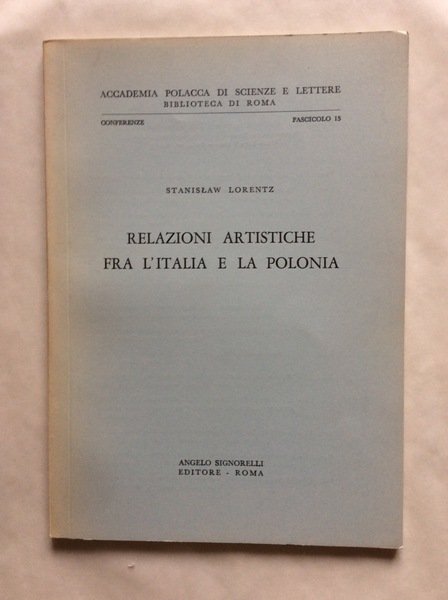 ACCADEMIA POLACCA DI SCIENZE E LETTERE
BIBLIOTECA DI ROMA
CONFERENZE FASCICOLO 15
STANISŁAW LORENTZ
RELAZIONI ARTISTICHE
FRA L'ITALIA E LA POLONIA
ANGELO SIGNORELLI
EDITORE - ROMA